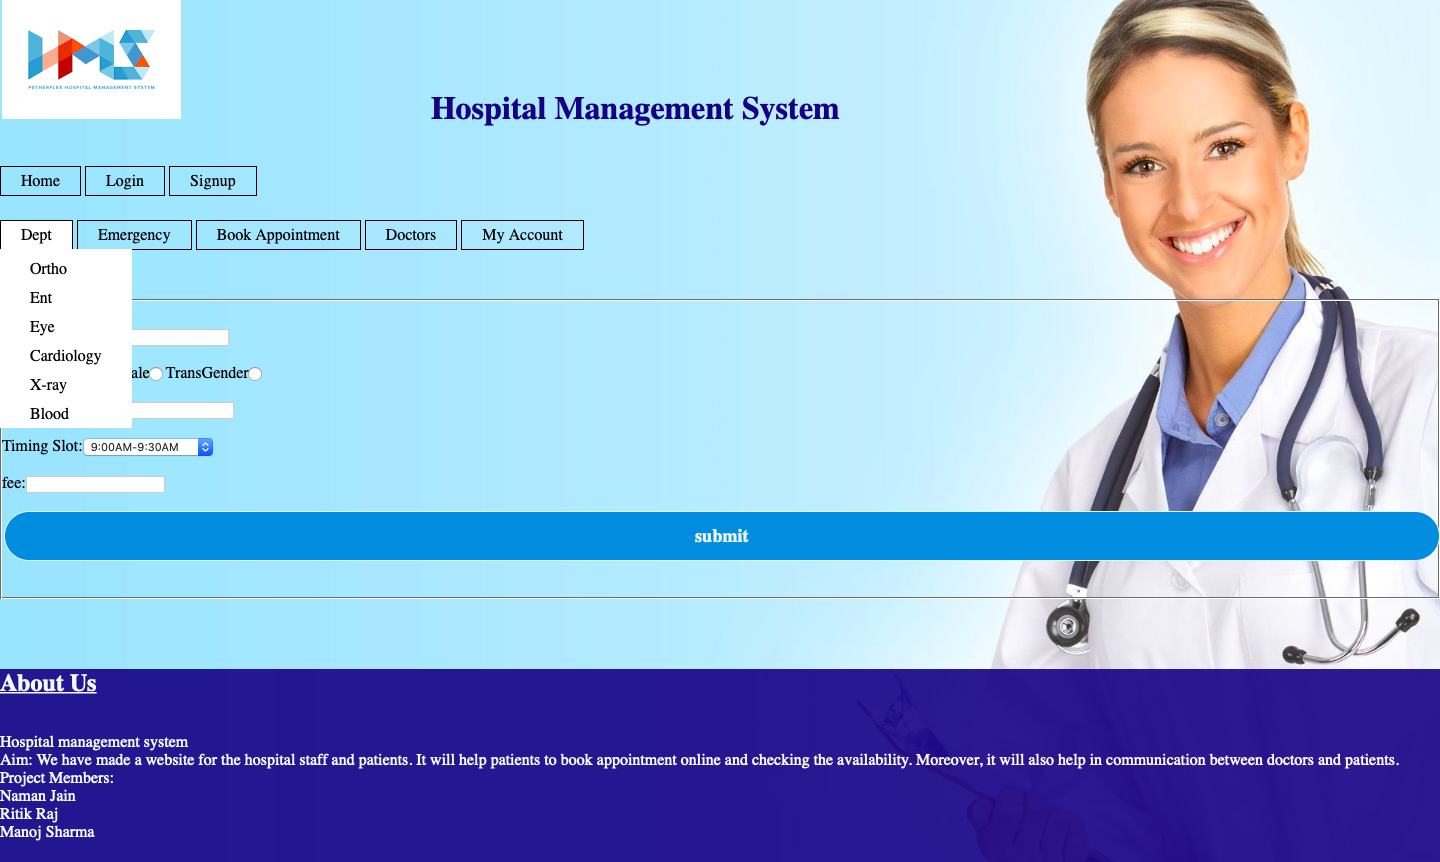 HMS
PETHERPLEX HOSPITAL MANAGEMENT SYSTEM
Hospital Management System
Home Login Signup
Dept Emergency Book Appointment Doctors My Account
Ortho
Ent
Eye
Cardiology
X-ray
Blood
ale TransGender
Timing Slot: 9:00AM-9:30AM
fee:
submit
About Us
Hospital management system
Aim: We have made a website for the hospital staff and patients. It will help patients to book appointment online and checking the availability. Moreover, it will also help in communication between doctors and patients.
Project Members:
Naman Jain
Ritik Raj
Manoj Sharma